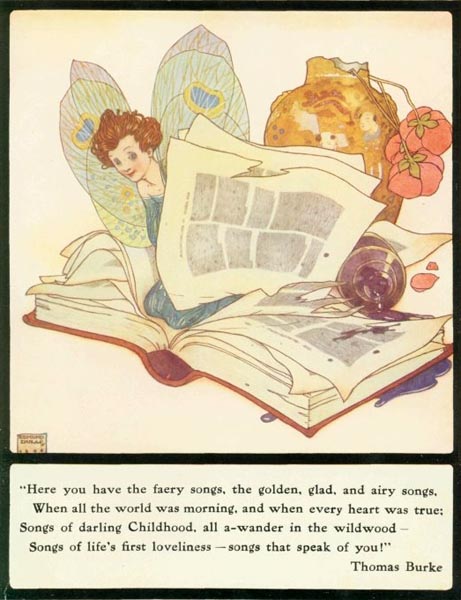 EDMUND
DULAC
"Here you have the faery songs, the golden, glad, and airy songs,
When all the world was morning, and when every heart was true;
Songs of darling Childhood, all a-wander in the wildwood —
Songs of life's first loveliness — songs that speak of you!"
Thomas Burke